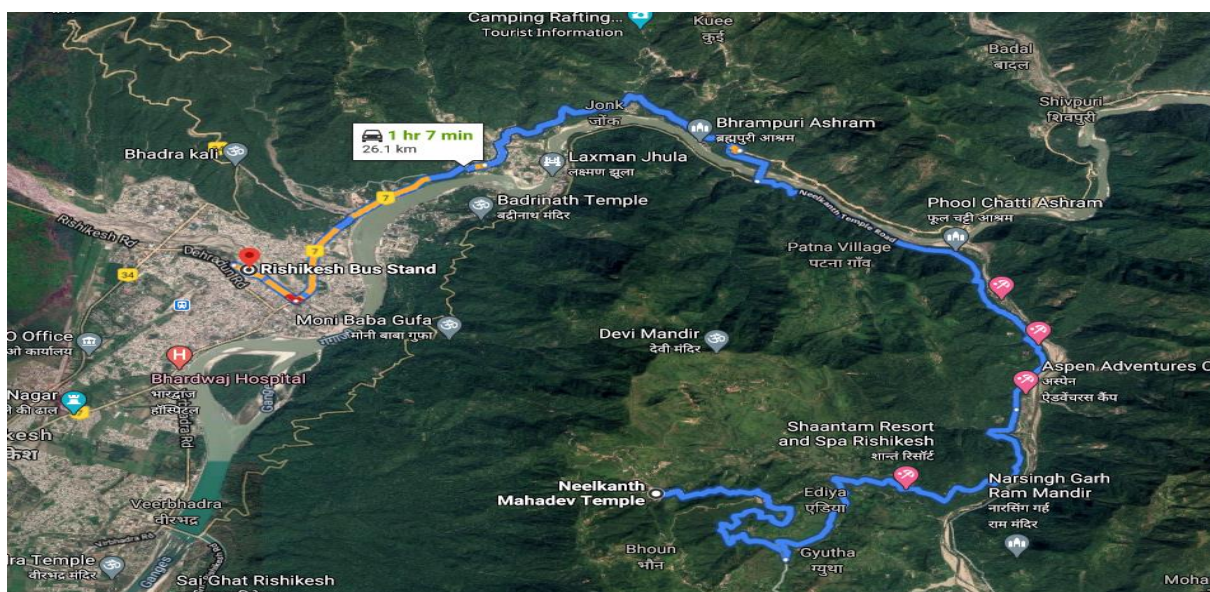 Camping Rafting...
Tourist Information
Kuee
कुई
Badal
बादल
Shivpuri
शिवपुरी
Jonk
जोंक
Bhrampuri Ashram
ब्रह्मपुरी आश्रम
1 hr 7 min
26.1 km
Bhadra kali
Laxman Jhula
लक्ष्मण झूला
7
Badrinath Temple
बद्रीनाथ मंदिर
Neelkanth Temple Road
Phool Chatti Ashram
फूल चट्टी आश्रम
Rishikesh Rd
Dehradun Rd
7
Patna Village
पटना गाँव
34
Rishikesh Bus Stand
Moni Baba Gufa
मोनी बाबा गुफा
O Office
ओ कार्यालय
Devi Mandir
देवी मंदिर
H
Bhardwaj Hospital
भारद्वाज
हॉस्पिटल
Aspen Adventures C
अस्पेन
ऐडवेंचरस कैंप
Nagar
ने की ढाल
kesh
केश
Shaantam Resort
and Spa Rishikesh
शान्तं रिसॉर्ट
Neelkanth
Mahadev Temple
Ediya
एडिया
Narsingh Garh
Ram Mandir
नारसिंग गर्ह
राम मंदिर
Veerbhadra
वीरभद्र
Bhoun
भौन
Gyutha
ग्युथा
ra Temple
वीरभद्र मंदिर
Ganges
Sai Ghat Rishikesh
Moha